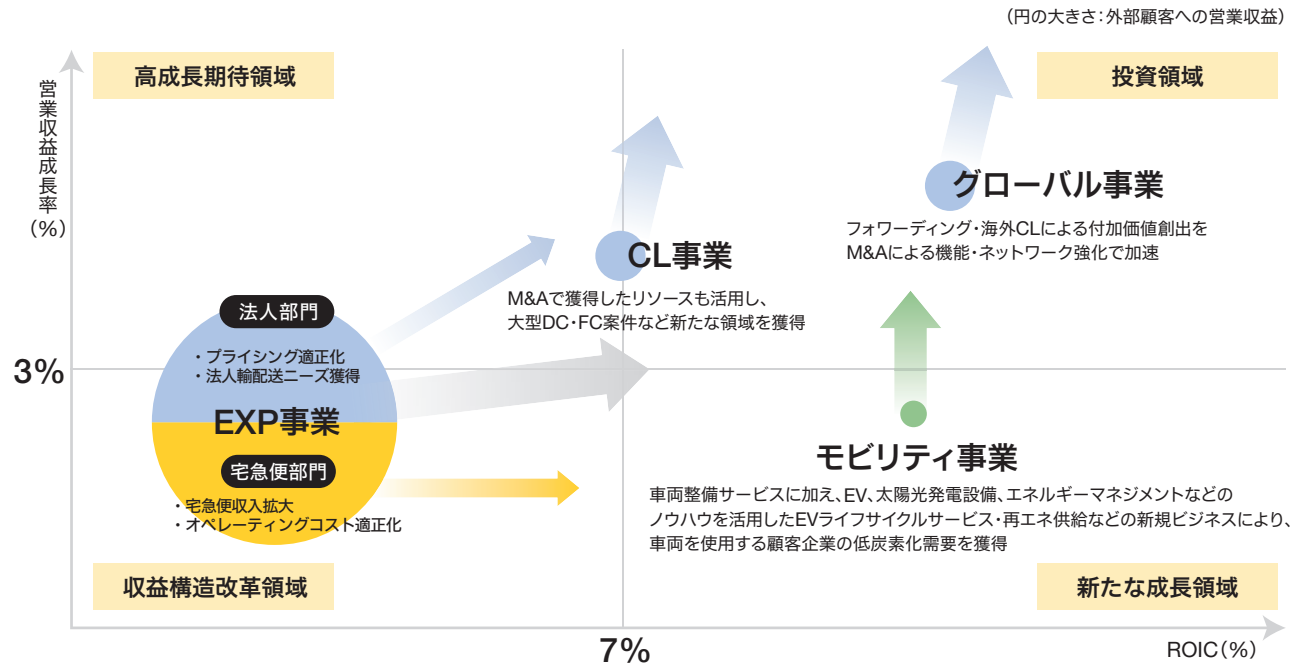 （円の大きさ：外部顧客への営業収益）
高成長期待領域
投資領域
営業収益成長率（%）
グローバル事業
フォワーディング・海外CLによる付加価値創出を
M&Aによる機能・ネットワーク強化で加速
CL事業
M&Aで獲得したリソースも活用し、
大型DC・FC案件など新たな領域を獲得
法人部門
・プライシング適正化
・法人輸配送ニーズ獲得
3%
EXP事業
宅急便部門
・宅急便収入拡大
・オペレーティングコスト適正化
モビリティ事業
車両整備サービスに加え、EV、太陽光発電設備、エネルギーマネジメントなどの
ノウハウを活用したEVライフサイクルサービス・再エネ供給などの新規ビジネスにより、
車両を使用する顧客企業の低炭素化需要を獲得
収益構造改革領域
新たな成長領域
7%
ROIC（%）